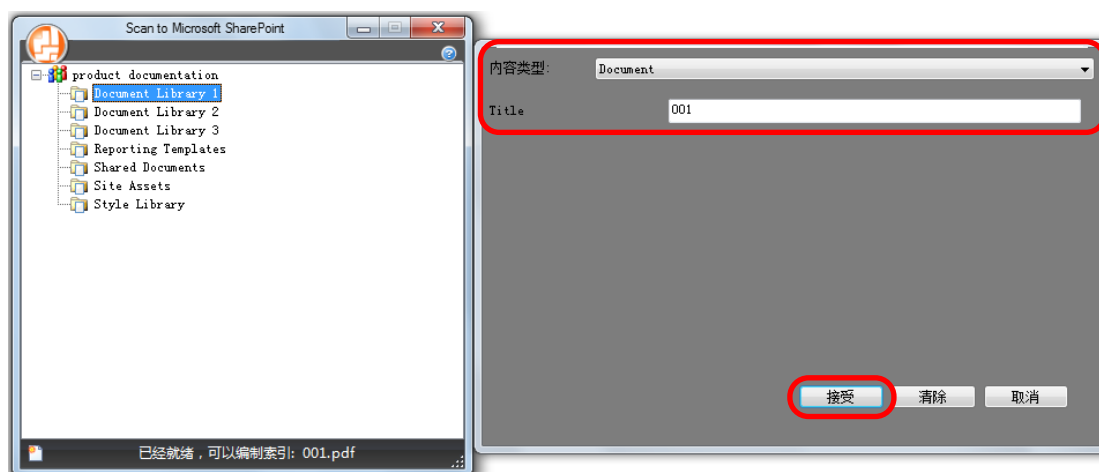 Scan to Microsoft SharePoint
product documentation
Document Library 1
Document Library 2
Document Library 3
Reporting Templates
Shared Documents
Site Assets
Style Library
已经就绪，可以编制索引: 001.pdf
内容类型: Document
Title 001
接受 清除 取消